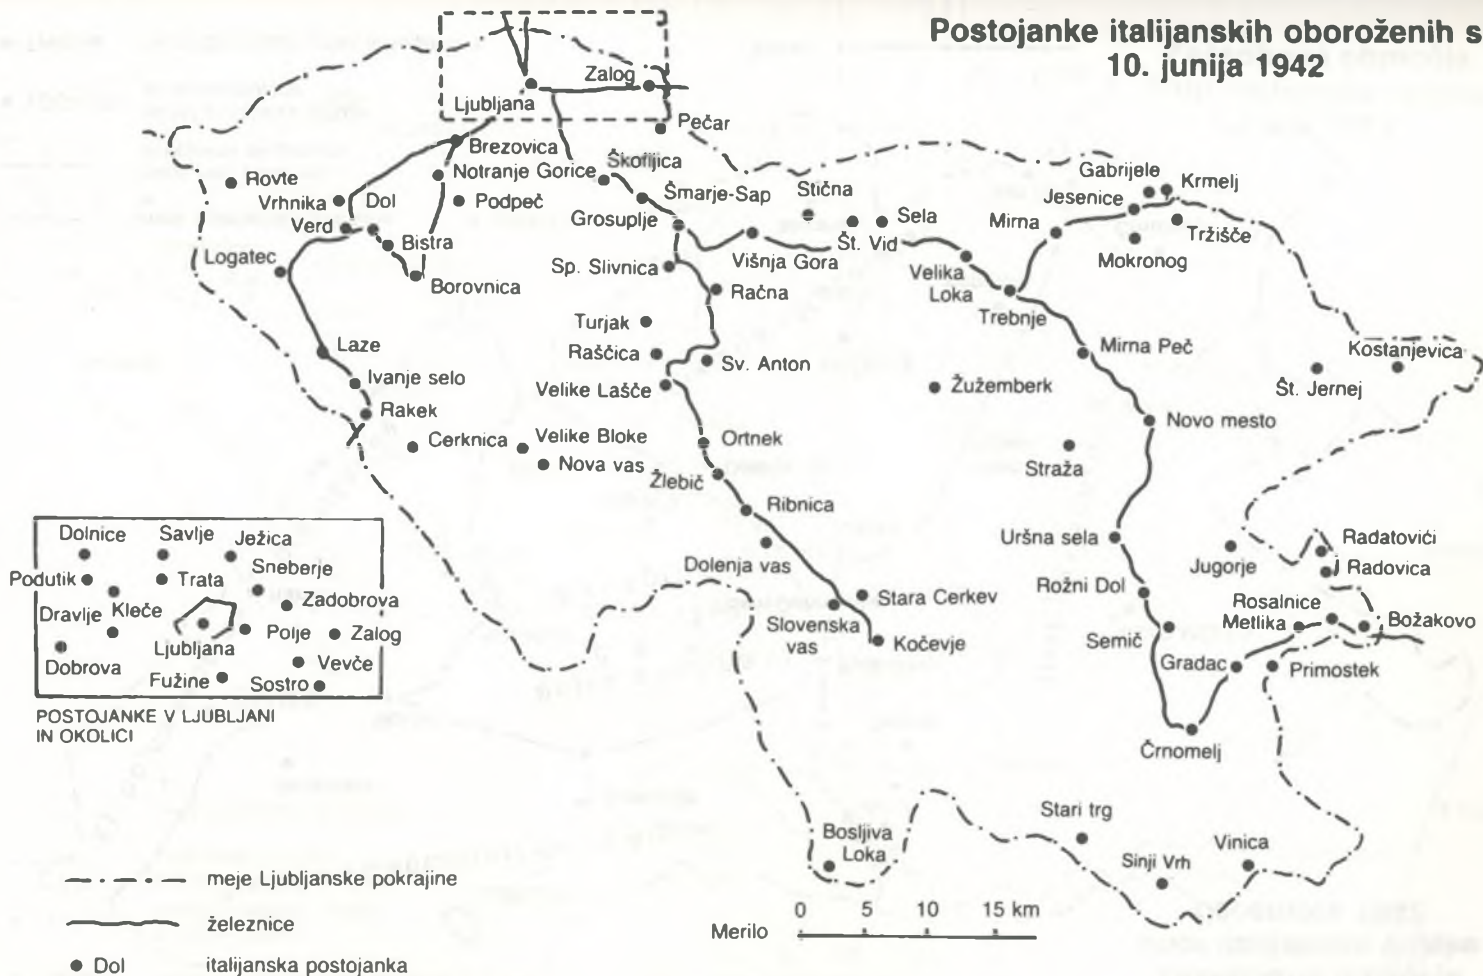 Postojanke italijanskih oboroženih s
10. junija 1942
Zalog
Ljubljana
Pečar
Brezovica
Škofljica
Notranje Gorice
Rovte
Vrhnika
Dol
Podpeč
Šmarje-Sap
Stična
Gabrijele
Krmelj
Jesenice
Grosuplje
Sela
Mirna
Verd
Bistra
Št. Vid
Tržišče
Logatec
Borovnica
Sp. Slivnica
Višnja Gora
Velika
Loka
Mokronog
Račna
Trebnje
Turjak
Laze
Raščica
Sv. Anton
Mirna Peč
Kostanjevica
Ivanje selo
Velike Lašče
Žužemberk
Št. Jernej
Rakek
Novo mesto
Cerknica
Velike Bloke
Ortnek
Nova vas
Straža
Žlebič
Ribnica
Uršna sela
Radatovići
Dolenja vas
Jugorje
Radovica
Rožni Dol
Stara Cerkev
Rosalnice
Metlika
Božakovo
Slovenska
vas
Kočevje
Semič
Gradac
Primostek
Črnomelj
Stari trg
Bosljiva
Loka
Sinji Vrh
Vinica
Dolnice
Savlje
Ježica
Podutik
Trata
Sneberje
Kleče
Zadobrova
Dravlje
Ljubljana
Polje
Zalog
Dobrova
Vevče
Fužine
Sostro
POSTOJANKE V LJUBLJANI
IN OKOLICI
meje Ljubljanske pokrajine
železnice
Dol italijanska postojanka
0 5 10 15 km
Merilo